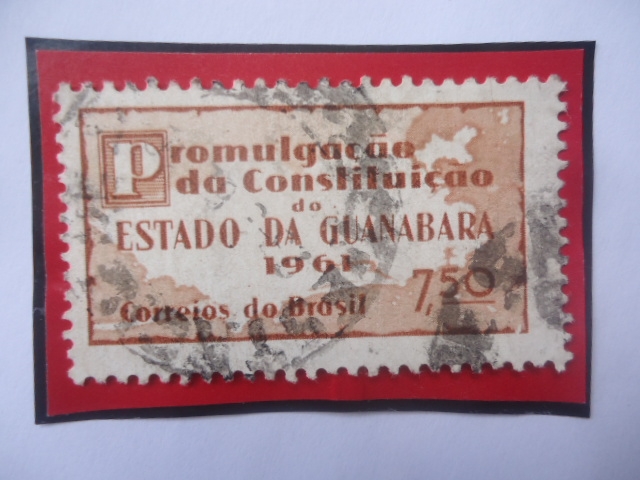 Promulgação
da Constituição
do
ESTADO DA GUANABARA
1961
7,50
Correios do Brasil